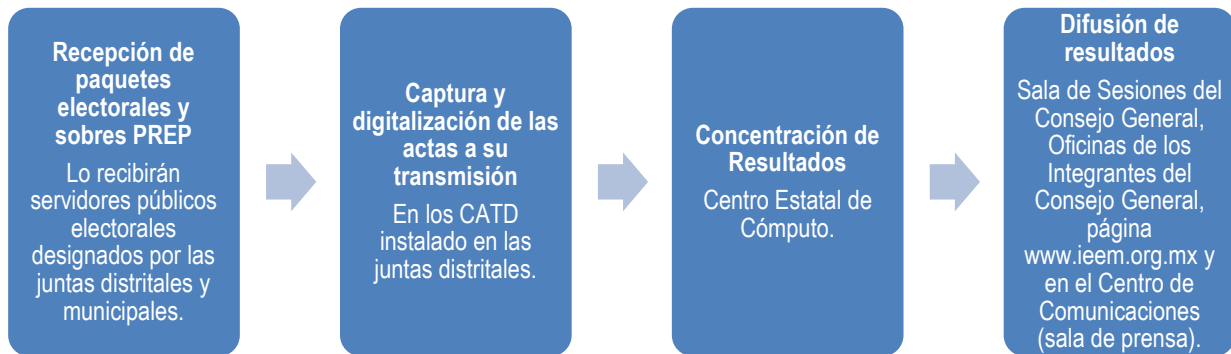 Recepción de
paquetes
electorales y
sobres PREP
Lo recibirán
servidores públicos
electorales
designados por las
juntas distritales y
municipales.
Captura y
digitalización de las
actas a su
transmisión
En los CATD
instalado en las
juntas distritales.
Concentración de
Resultados
Centro Estatal de
Cómputo.
Difusión de
resultados
Sala de Sesiones del
Consejo General,
Oficinas de los
Integrantes del
Consejo General,
página
www.ieem.org.mx y
en el Centro de
Comunicaciones
(sala de prensa).